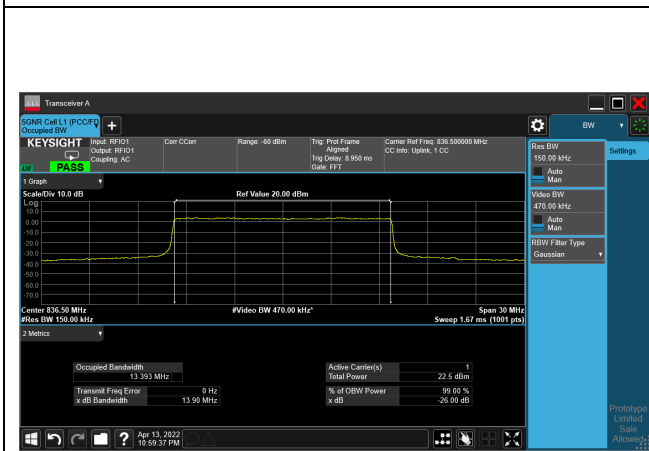 Transceiver A
5GNR Cell L1 (PCC/FD
Occupied BW
BW
KEYSIGHT
LW
PASS
Input: RFIO1
Output: RFIO1
Coupling: AC
Corr CCorr
Range: -60 dBm
Trig: Prot Frame
Aligned
Trig Delay: 8.950 ms
Gate: FFT
Carrier Ref Freq: 836.500000 MHz
CC Info: Uplink, 1 CC
Res BW
150.00 kHz
Auto
Man
Video BW
470.00 kHz
Auto
Man
RBW Filter Type
Gaussian
Settings
1 Graph
Scale/Div 10.0 dB
Ref Value 20.00 dBm
Log
10.0
0.00
-10.0
-20.0
-30.0
-40.0
-50.0
-60.0
-70.0
Center 836.50 MHz
#Video BW 470.00 kHz*
Span 30 MHz
#Res BW 150.00 kHz
Sweep 1.67 ms (1001 pts)
2 Metrics
Occupied Bandwidth
13.393 MHz
Active Carrier(s) 1
Total Power 22.5 dBm
Transmit Freq Error 0 Hz
x dB Bandwidth 13.90 MHz
% of OBW Power 99.00 %
x dB -26.00 dB
Prototype
Limited
Sale
Allowed
Apr 13, 2022
10:59:37 PM